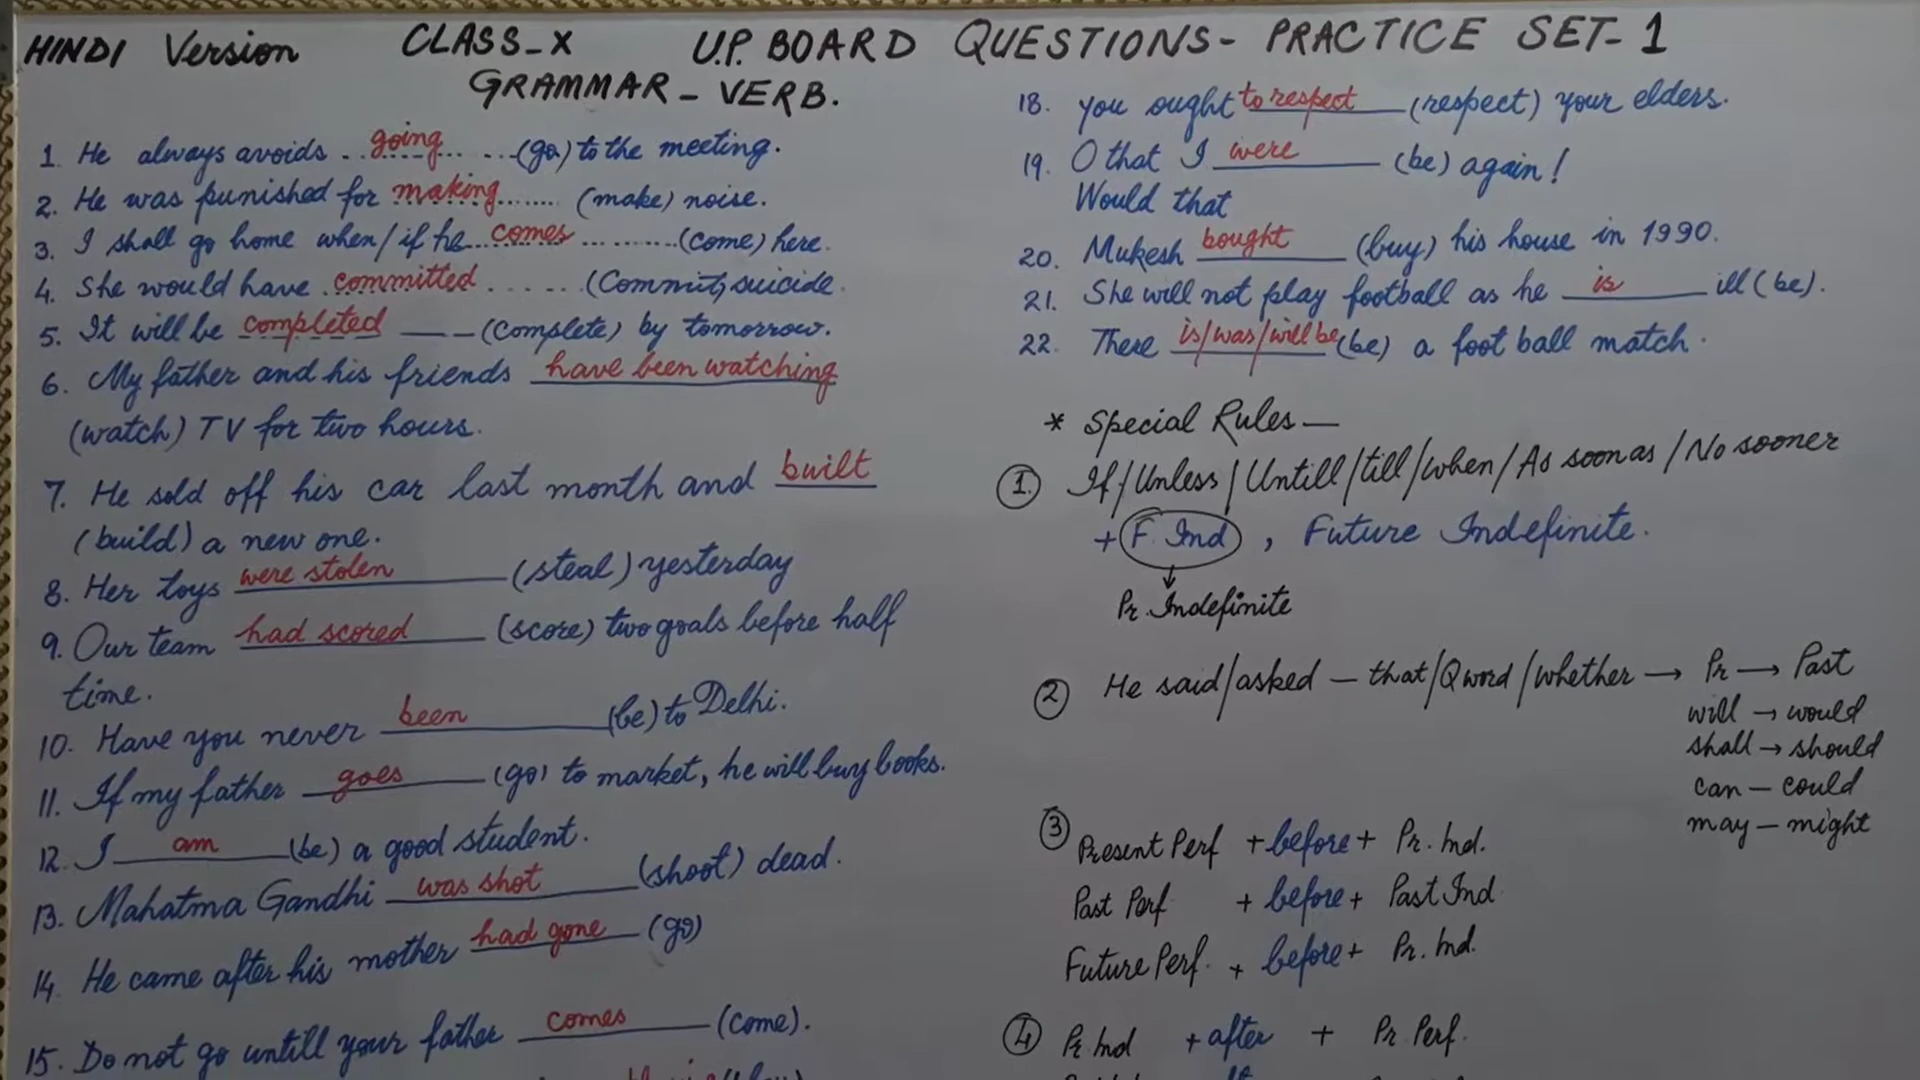 HINDI Version CLASS-X U.P. BOARD QUESTIONS- PRACTICE SET-1
GRAMMAR - VERB.
1. He always avoids going (go) to the meeting.
2. He was punished for making (make) noise.
3. I shall go home when/if he comes (come) here.
4. She would have committed (Commit) suicide.
5. It will be completed (Complete) by tomorrow.
6. My father and his friends have been watching
(watch) TV for two hours.
7. He sold off his car last month and built
(build) a new one.
8. Her toys were stolen (steal) yesterday
9. Our team had scored (score) two goals before half
time.
10. Have you never been (be) to Delhi.
11. If my father goes (go) to market, he will buy books.
12. I am (be) a good student.
13. Mahatma Gandhi was shot (shoot) dead.
14. He came after his mother had gone (go)
15. Do not go untill your father comes (come).
18. you ought to respect (respect) your elders.
19. O that I were (be) again!
Would that
20. Mukesh bought (buy) his house in 1990.
21. She will not play football as he is ill (be).
22. There is/was/will be (be) a foot ball match.
* Special Rules —
1. If/Unless/Untill/till/when/As soon as/No sooner
+ F. Ind, Future Indefinite.
↓
Pr. Indefinite
2 He said/asked — that/Q word/whether → Pr → Past
will → would
shall → should
can — could
may — might
3 Present Perf + before + Pr. Ind.
Past Perf + before + Past Ind
Future Perf. + before + Pr. Ind.
4 Pr. Ind + after + Pr Perf.